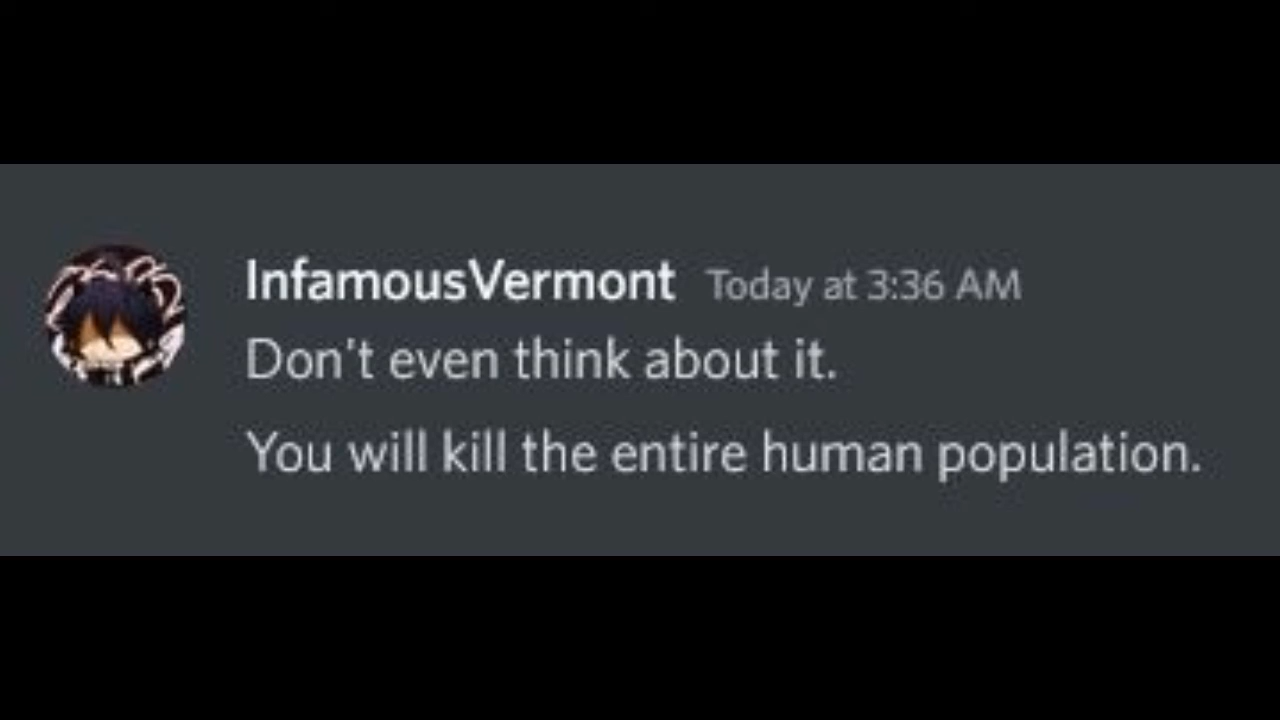 InfamousVermont Today at 3:36 AM
Don't even think about it.
You will kill the entire human population.